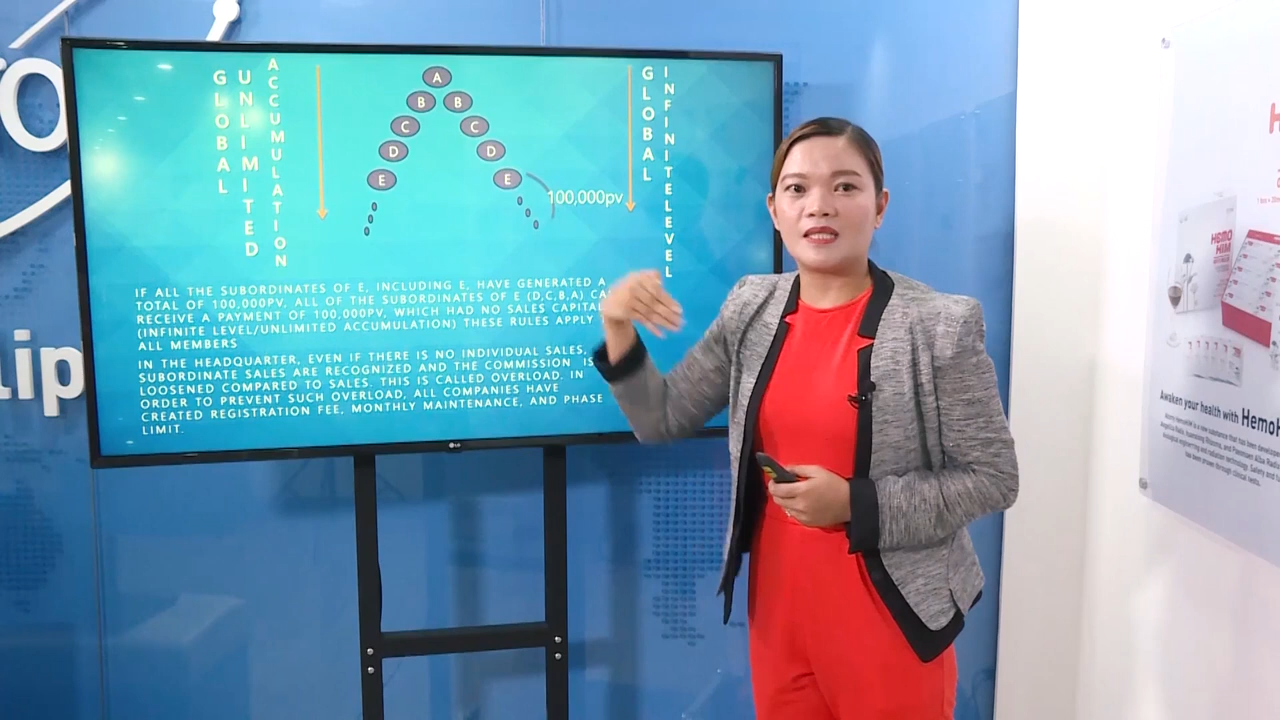 GLOBAL
UNLIMITED
ACCUMULATION
A
B B
C C
D D
E E
100,000pv
GLOBAL
INFINITELEVEL
IF ALL THE SUBORDINATES OF E, INCLUDING E, HAVE GENERATED A
TOTAL OF 100,000PV, ALL OF THE SUBORDINATES OF E (D,C,B,A) CA
RECEIVE A PAYMENT OF 100,000PV, WHICH HAD NO SALES CAPITAL
(INFINITE LEVEL/UNLIMITED ACCUMULATION) THESE RULES APPLY
ALL MEMBERS
IN THE HEADQUARTER, EVEN IF THERE IS NO INDIVIDUAL SALES,
SUBORDINATE SALES ARE RECOGNIZED AND THE COMMISSION IS
LOOSENED COMPARED TO SALES. THIS IS CALLED OVERLOAD. IN
ORDER TO PREVENT SUCH OVERLOAD, ALL COMPANIES HAVE
CREATED REGISTRATION FEE, MONTHLY MAINTENANCE, AND PHASE
LIMIT.
LG
lip
HEMO
HIM
Awaken your health with HemoH